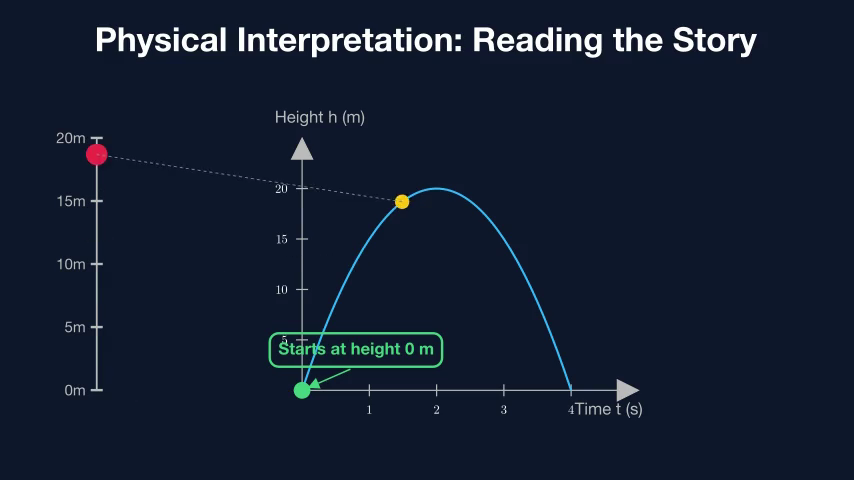 Physical Interpretation: Reading the Story
Height h (m)
20m
15m
10m
5m
0m
20
15
10
5
Starts at height 0 m
1
2
3
4
Time t (s)